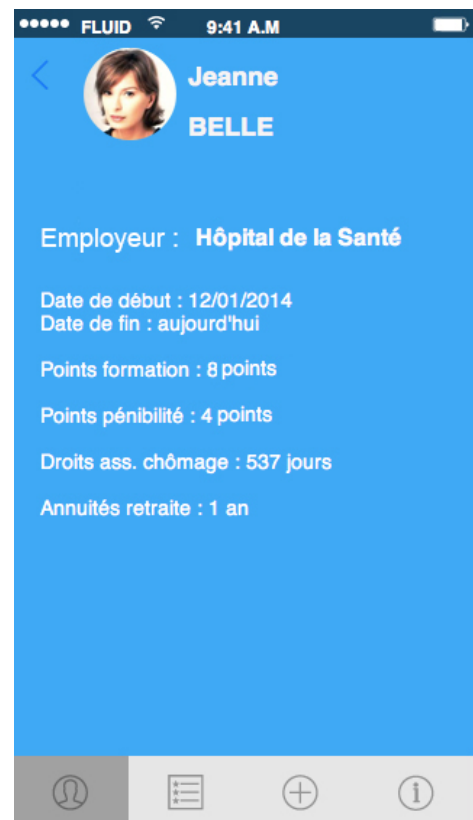 FLUID 9:41 A.M
Jeanne
BELLE
Employeur : Hôpital de la Santé
Date de début : 12/01/2014
Date de fin : aujourd'hui
Points formation : 8 points
Points pénibilité : 4 points
Droits ass. chômage : 537 jours
Annuités retraite : 1 an